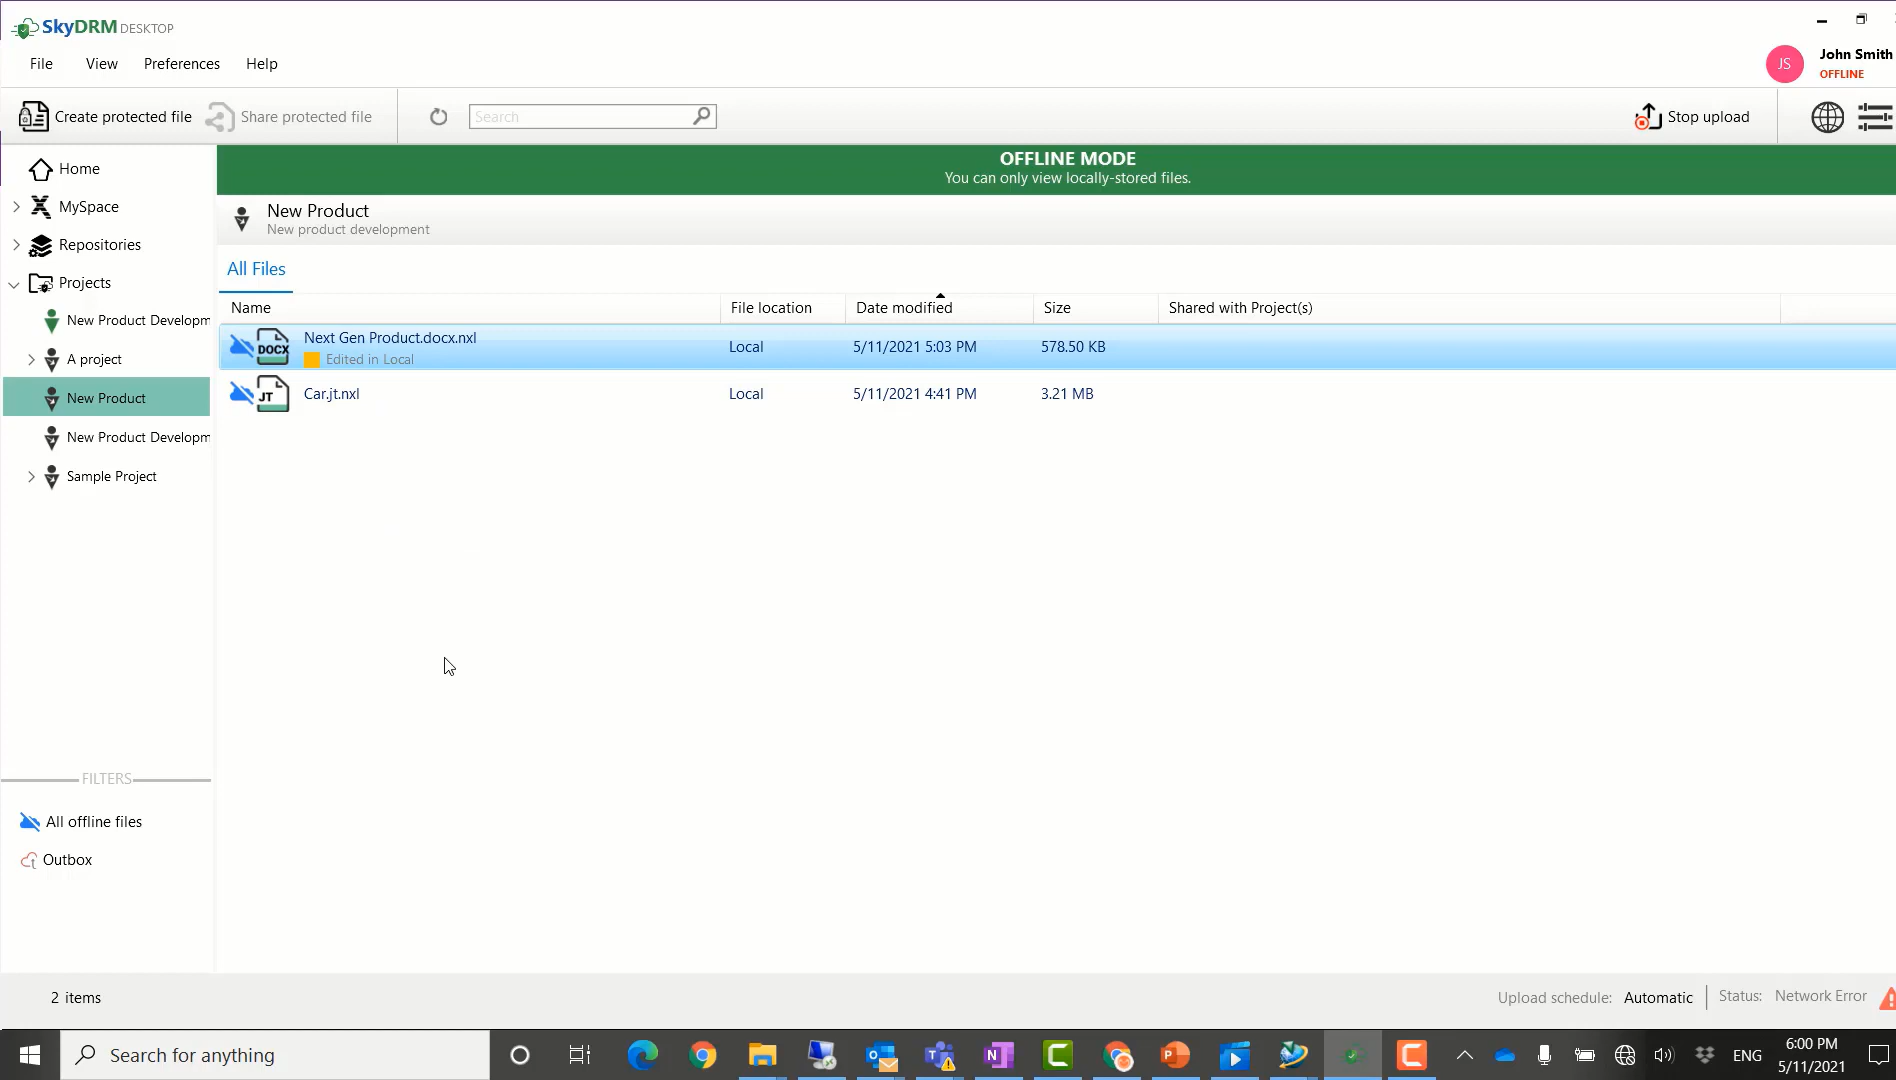 SkyDRM DESKTOP
File View Preferences Help
JS John Smith
OFFLINE
Create protected file Share protected file Search Stop upload
Home
MySpace
Repositories
Projects
New Product Developm
A project
New Product
New Product Developm
Sample Project
FILTERS
All offline files
Outbox
OFFLINE MODE
You can only view locally-stored files.
New Product
New product development
All Files
Name File location Date modified Size Shared with Project(s)
DOCX Next Gen Product.docx.nxl Local 5/11/2021 5:03 PM 578.50 KB
Edited in Local
JT Car.jt.nxl Local 5/11/2021 4:41 PM 3.21 MB
2 items Upload schedule: Automatic Status: Network Error
Search for anything ENG 6:00 PM
5/11/2021